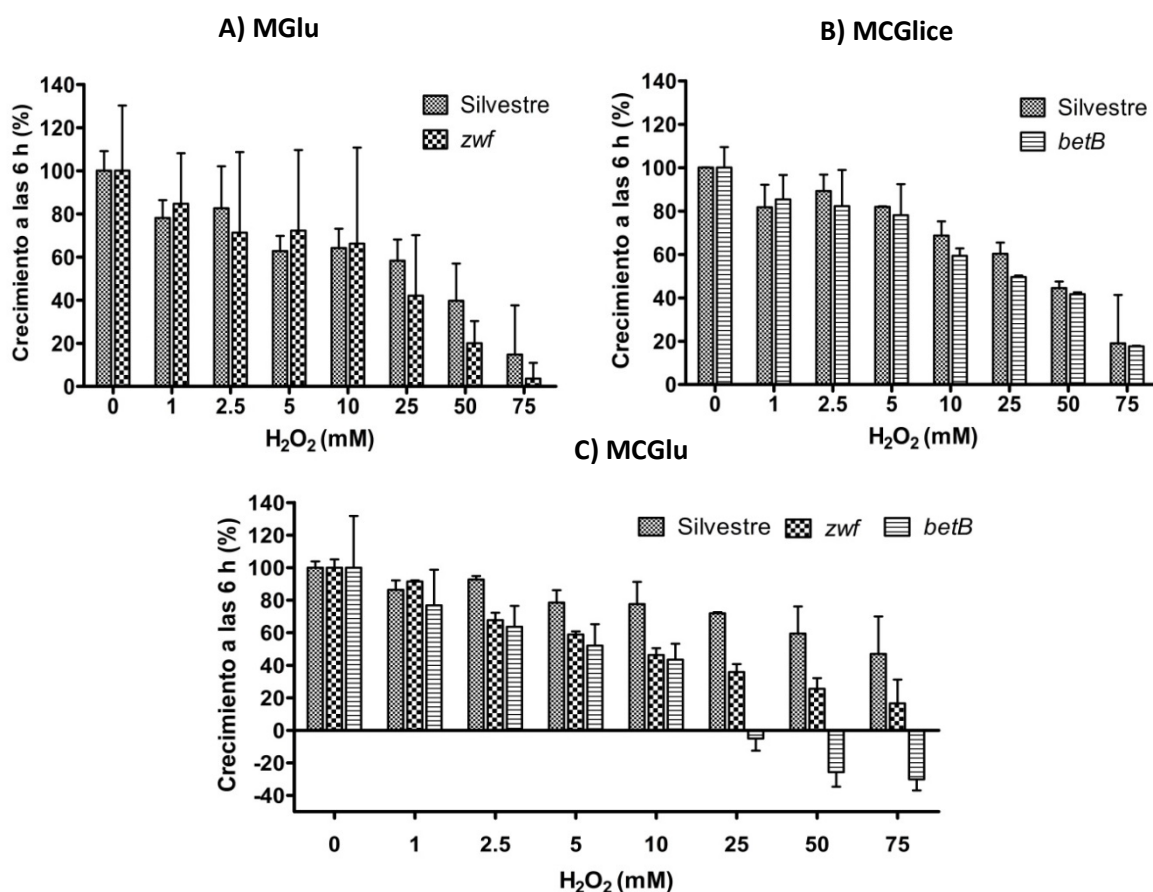 A) MGlu
Crecimiento a las 6 h (%)
140
120
100
80
60
40
20
0
Silvestre
zwf
0 1 2.5 5 10 25 50 75
H₂O₂ (mM)
B) MCGlice
Crecimiento a las 6 h (%)
140
120
100
80
60
40
20
0
Silvestre
betB
0 1 2.5 5 10 25 50 75
H₂O₂ (mM)
C) MCGlu
Crecimiento a las 6 h (%)
140
120
100
80
60
40
20
0
-20
-40
Silvestre zwf betB
0 1 2.5 5 10 25 50 75
H₂O₂ (mM)